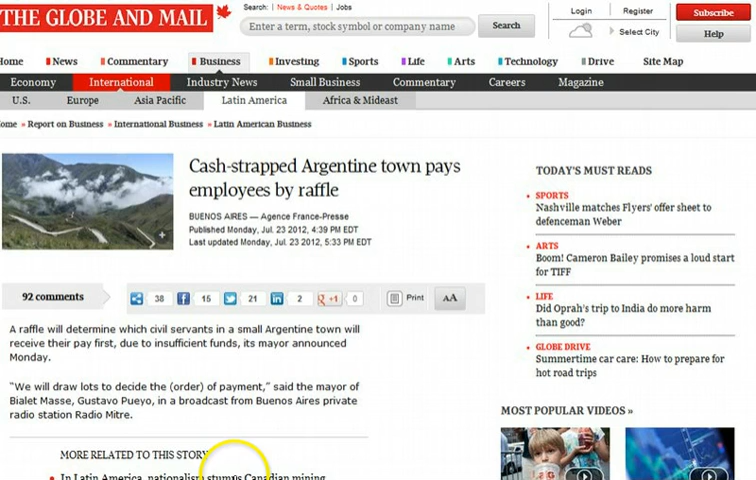 THE GLOBE AND MAIL
Search: News & Quotes | Jobs
Enter a term, stock symbol or company name
Search
Login
Register
Select City
Subscribe
Help
ome
News
Commentary
Business
Investing
Sports
Life
Arts
Technology
Drive
Site Map
Economy
International
Industry News
Small Business
Commentary
Careers
Magazine
U.S.
Europe
Asia Pacific
Latin America
Africa & Mideast
ome » Report on Business » International Business » Latin American Business
Cash-strapped Argentine town pays
employees by raffle
BUENOS AIRES — Agence France-Presse
Published Monday, Jul. 23 2012, 4:39 PM EDT
Last updated Monday, Jul. 23 2012, 5:33 PM EDT
92 comments
38
15
21
2
+1
0
Print
AA
A raffle will determine which civil servants in a small Argentine town will
receive their pay first, due to insufficient funds, its mayor announced
Monday.
“We will draw lots to decide the (order) of payment,” said the mayor of
Bialet Masse, Gustavo Pueyo, in a broadcast from Buenos Aires private
radio station Radio Mitre.
MORE RELATED TO THIS STORY
• In Latin America, nationalism stumps Canadian mining
TODAY'S MUST READS
• SPORTS
Nashville matches Flyers' offer sheet to
defenceman Weber
• ARTS
Boom! Cameron Bailey promises a loud start
for TIFF
• LIFE
Did Oprah's trip to India do more harm
than good?
• GLOBE DRIVE
Summertime car care: How to prepare for
hot road trips
MOST POPULAR VIDEOS »